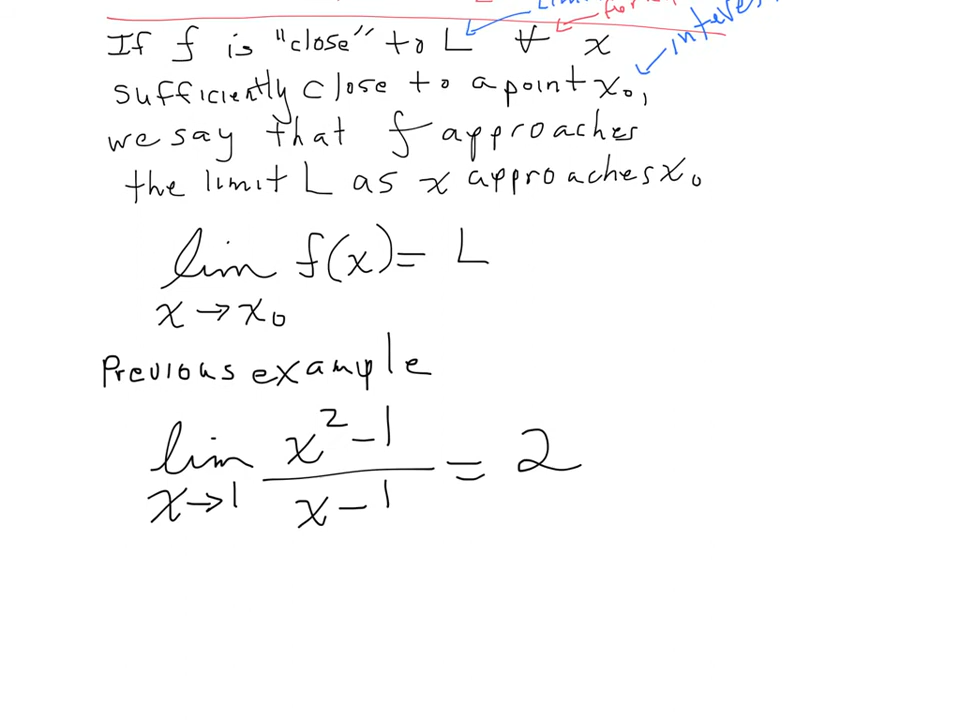 If f is "close" to L ∀ x
sufficiently close to a point x₀,
we say that f approaches
the limit L as x approaches x₀
lim f(x) = L
x → x₀
Previous example
lim x² - 1 = 2
x → 1 x - 1